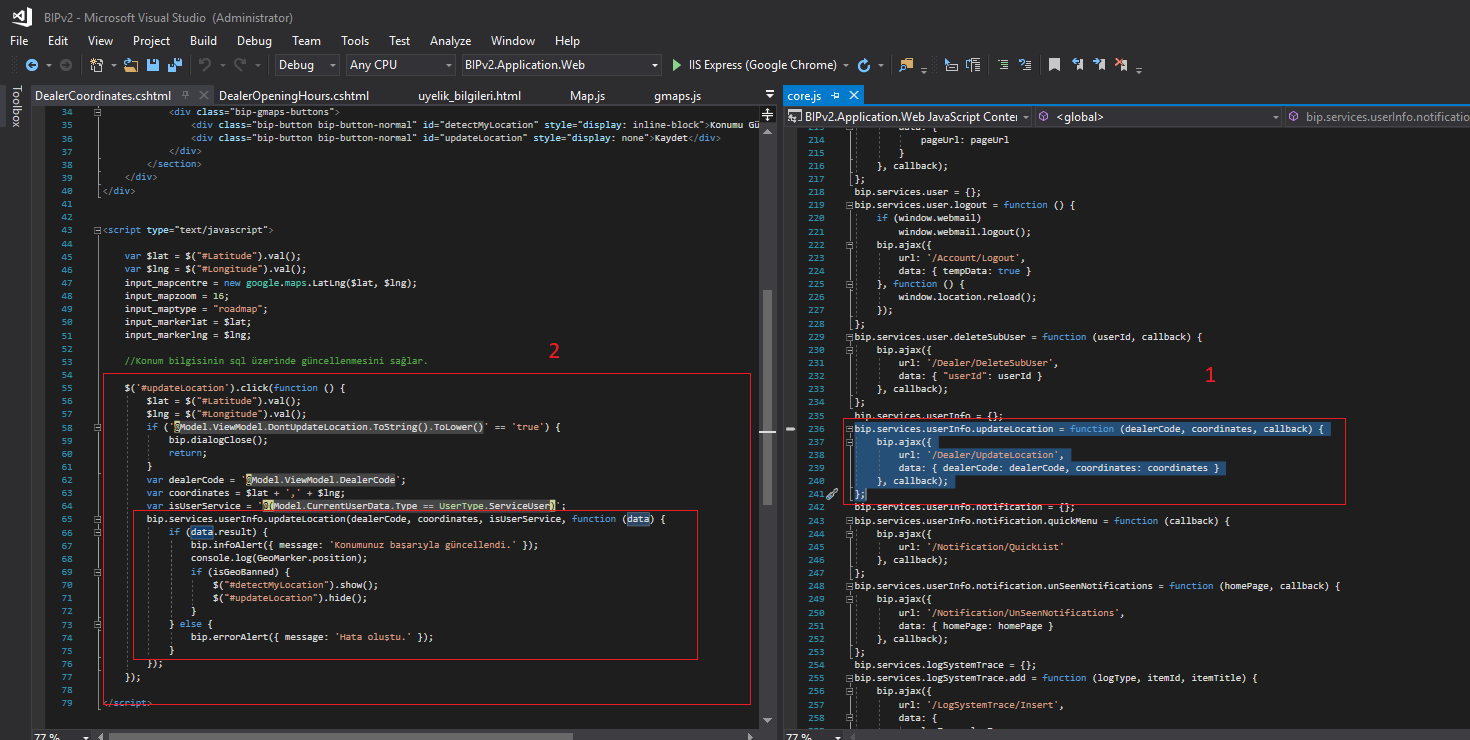 BIPv2 - Microsoft Visual Studio (Administrator)
File Edit View Project Build Debug Team Tools Test Analyze Window Help
Debug Any CPU BIPv2.Application.Web IIS Express (Google Chrome)
Toolbox
DealerCoordinates.cshtml DealerOpeningHours.cshtml uyelik_bilgileri.html Map.js gmaps.js
34 <div class="bip-gmaps-buttons">
35 <div class="bip-button bip-button-normal" id="detectMyLocation" style="display: inline-block">Konumu Gü
36 <div class="bip-button bip-button-normal" id="updateLocation" style="display: none">Kaydet</div>
37 </div>
38 </section>
39 </div>
40 </div>
41
42
43 <script type="text/javascript">
44
45 var $lat = $("#Latitude").val();
46 var $lng = $("#Longitude").val();
47 input_mapcentre = new google.maps.LatLng($lat, $lng);
48 input_mapzoom = 16;
49 input_maptype = "roadmap";
50 input_markerlat = $lat;
51 input_markerlng = $lng;
52
53 //Konum bilgisinin sql üzerinde güncellenmesini sağlar.
2
54
55 $('#updateLocation').click(function () {
56 $lat = $("#Latitude").val();
57 $lng = $("#Longitude").val();
58 if ('@Model.ViewModel.DontUpdateLocation.ToString().ToLower()' == 'true') {
59 bip.dialogClose();
60 return;
61 }
62 var dealerCode = '@Model.ViewModel.DealerCode';
63 var coordinates = $lat + ',' + $lng;
64 var isUserService = '@(Model.CurrentUserData.Type == UserType.ServiceUser)';
65 bip.services.userInfo.updateLocation(dealerCode, coordinates, isUserService, function (data) {
66 if (data.result) {
67 bip.infoAlert({ message: 'Konumunuz başarıyla güncellendi.' });
68 console.log(GeoMarker.position);
69 if (isGeoBanned) {
70 $("#detectMyLocation").show();
71 $("#updateLocation").hide();
72 }
73 } else {
74 bip.errorAlert({ message: 'Hata oluştu.' });
75 }
76 });
77 });
78
79 </script>
77 %
core.js
BIPv2.Application.Web JavaScript Conter <global> bip.services.userInfo.notificatio
213 data: {
214 pageUrl: pageUrl
215 }
216 }, callback);
217 };
218 bip.services.user = {};
219 bip.services.user.logout = function () {
220 if (window.webmail)
221 window.webmail.logout();
222 bip.ajax({
223 url: '/Account/Logout',
224 data: { tempData: true }
225 }, function () {
226 window.location.reload();
227 });
228 };
229 bip.services.user.deleteSubUser = function (userId, callback) {
230 bip.ajax({
231 url: '/Dealer/DeleteSubUser',
232 data: { "userId": userId }
1
233 }, callback);
234 };
235 bip.services.userInfo = {};
236 bip.services.userInfo.updateLocation = function (dealerCode, coordinates, callback) {
237 bip.ajax({
238 url: '/Dealer/UpdateLocation',
239 data: { dealerCode: dealerCode, coordinates: coordinates }
240 }, callback);
241 };
242 bip.services.userInfo.notification = {};
243 bip.services.userInfo.notification.quickMenu = function (callback) {
244 bip.ajax({
245 url: '/Notification/QuickList'
246 }, callback);
247 };
248 bip.services.userInfo.notification.unSeenNotifications = function (homePage, callback) {
249 bip.ajax({
250 url: '/Notification/UnSeenNotifications',
251 data: { homePage: homePage }
252 }, callback);
253 };
254 bip.services.logSystemTrace = {};
255 bip.services.logSystemTrace.add = function (logType, itemId, itemTitle) {
256 bip.ajax({
257 url: '/LogSystemTrace/Insert',
258 data: {
77 %